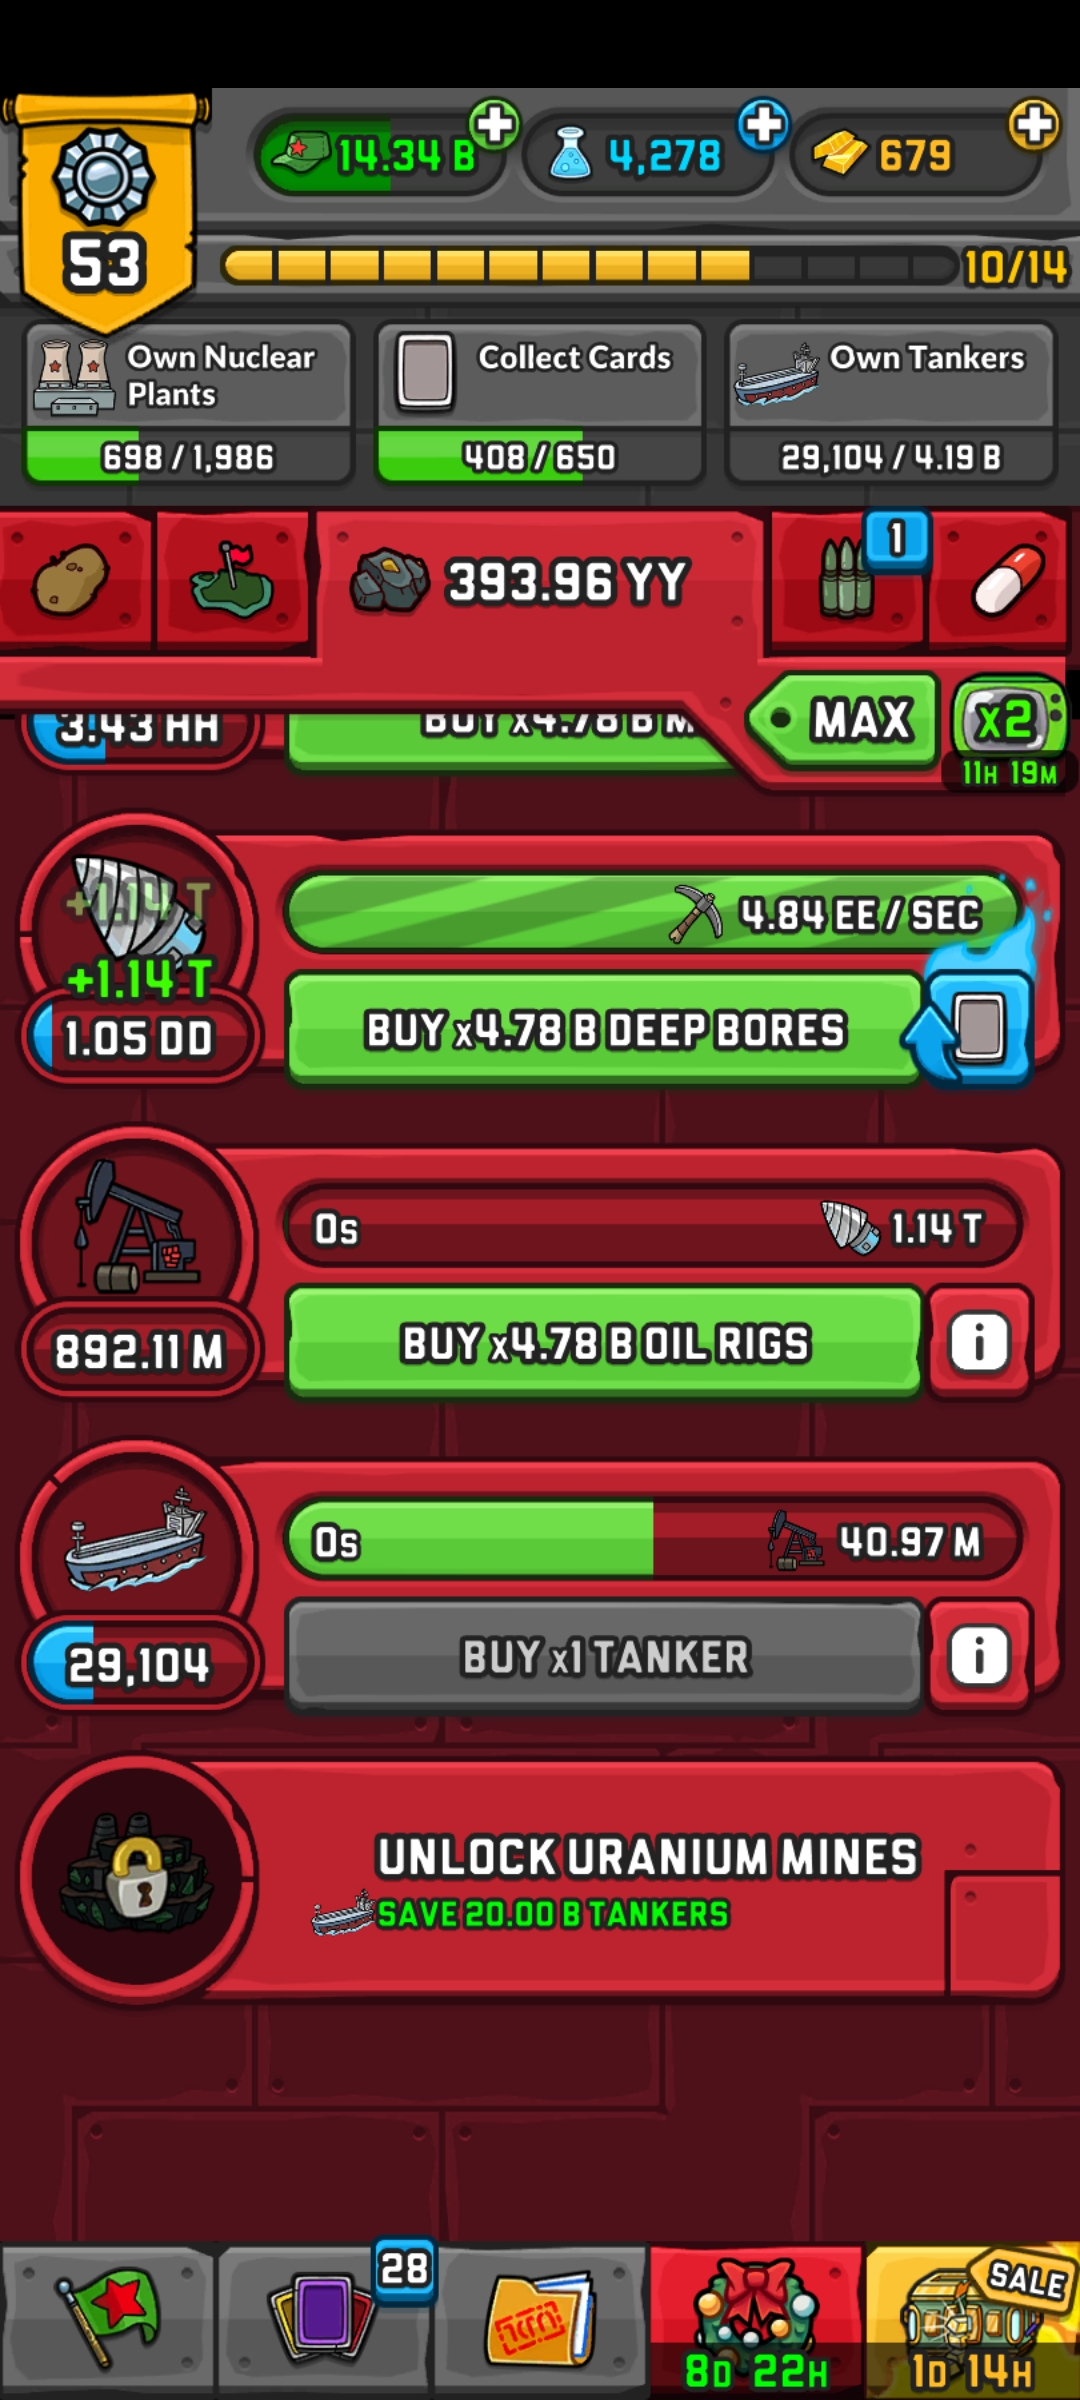 14.34 B
4,278
679
53
10/14
Own Nuclear
Plants
Collect Cards
Own Tankers
698 / 1,986
408 / 650
29,104 / 4.19 B
393.96 YY
1
MAX
x2
11H 19M
3.43 HH
BUY x4.78 B M
+1.14 T
4.84 EE / SEC
+1.14 T
1.05 DD
BUY x4.78 B DEEP BORES
0s
1.14 T
892.11 M
BUY x4.78 B OIL RIGS
i
0s
40.97 M
29,104
BUY x1 TANKER
i
UNLOCK URANIUM MINES
SAVE 20.00 B TANKERS
28
SALE
8D 22H
1D 14H